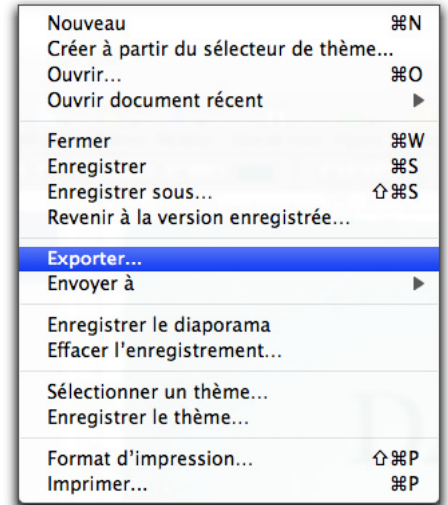 Nouveau ⌘N
Créer à partir du sélecteur de thème...
Ouvrir... ⌘O
Ouvrir document récent ▶
Fermer ⌘W
Enregistrer ⌘S
Enregistrer sous... ⇧⌘S
Revenir à la version enregistrée...
Exporter...
Envoyer à ▶
Enregistrer le diaporama
Effacer l'enregistrement...
Sélectionner un thème...
Enregistrer le thème...
Format d'impression... ⇧⌘P
Imprimer... ⌘P